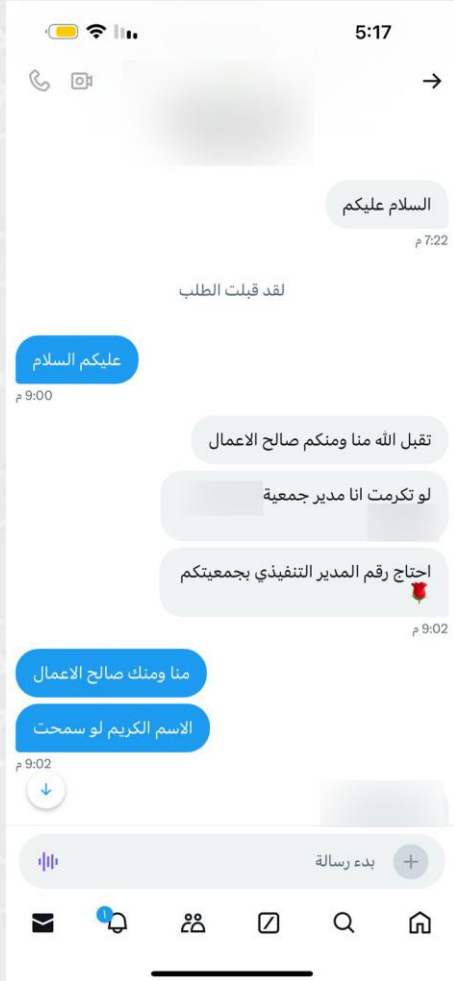 5:17
السلام عليكم
7:22 م
لقد قبلت الطلب
عليكم السلام
9:00 م
تقبل الله منا ومنكم صالح الاعمال
لو تكرمت انا مدير جمعية
احتاج رقم المدير التنفيذي بجمعيتكم
🌹
9:02 م
منا ومنك صالح الاعمال
الاسم الكريم لو سمحت
9:02 م
بدء رسالة
١